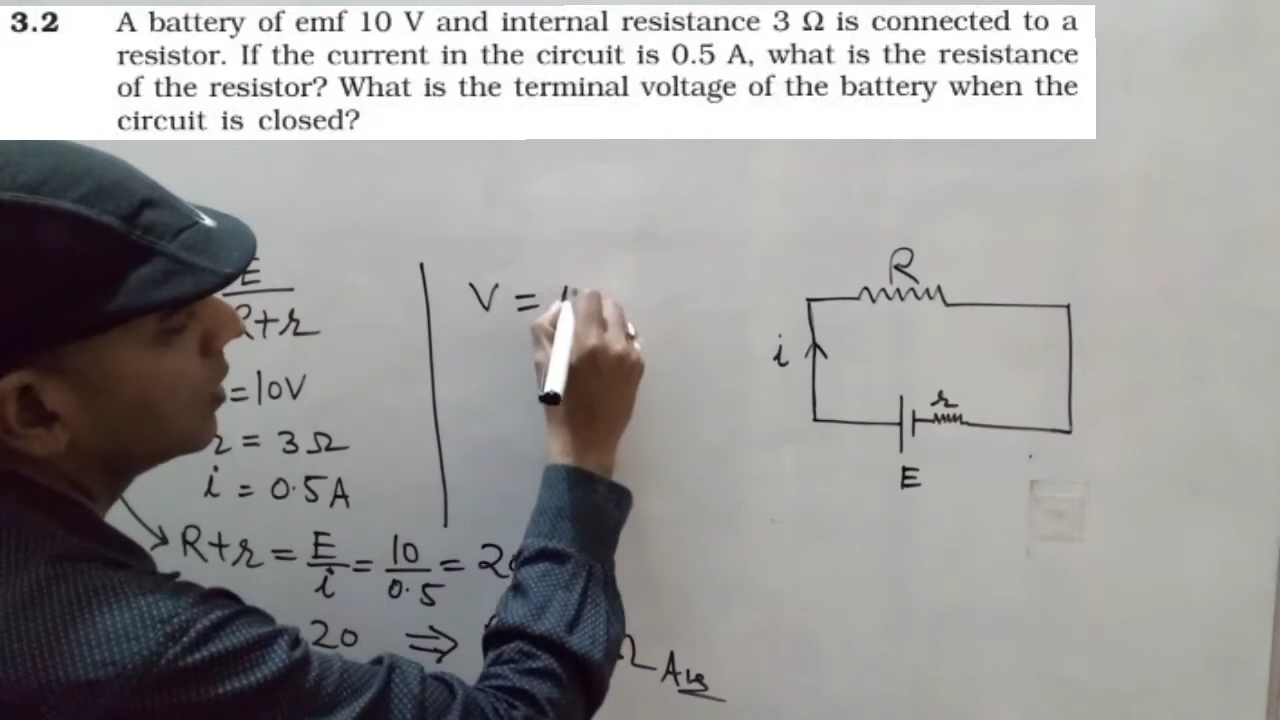 3.2 A battery of emf 10 V and internal resistance 3 Ω is connected to a
resistor. If the current in the circuit is 0.5 A, what is the resistance
of the resistor? What is the terminal voltage of the battery when the
circuit is closed?
E
+r
=10V
r = 3Ω
i = 0.5A
R+r = E/i = 10/0.5 =
20 ⇒
Ans
V =
R
i
r
E